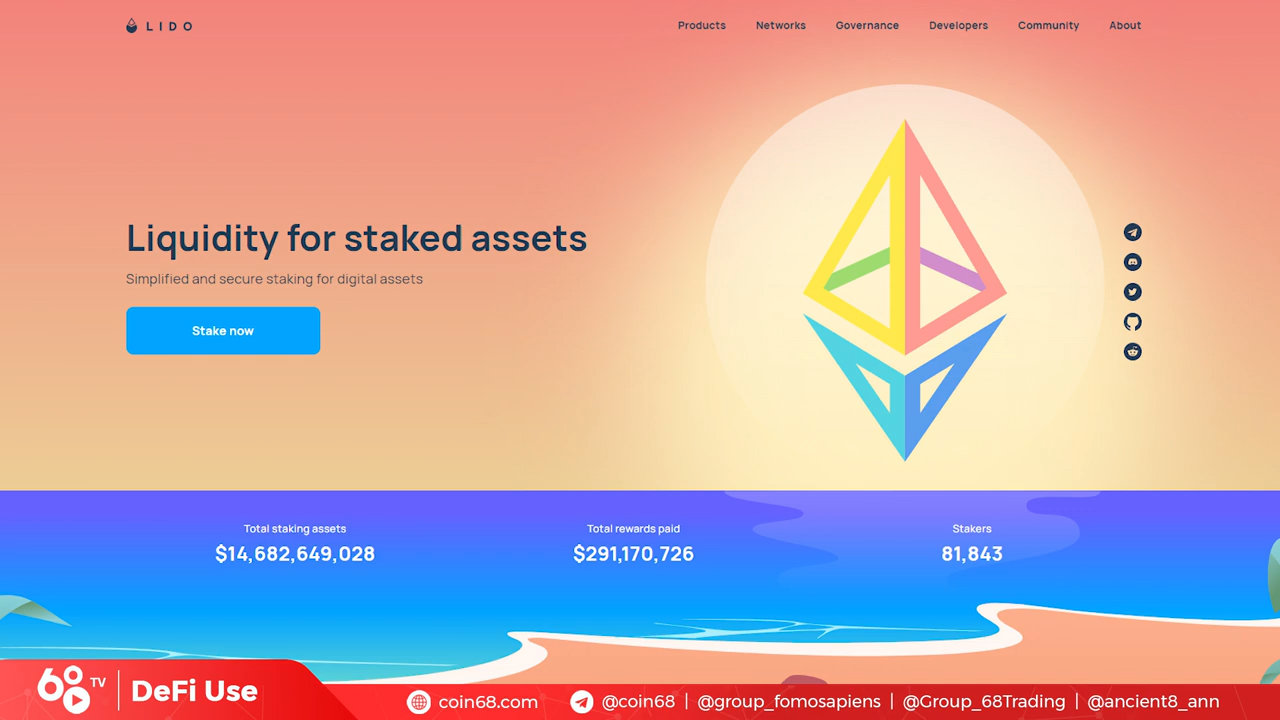 LIDO
Products Networks Governance Developers Community About
Liquidity for staked assets
Simplified and secure staking for digital assets
Stake now
Total staking assets Total rewards paid Stakers
$14,682,649,028 $291,170,726 81,843
68 TV | DeFi Use
coin68.com @coin68 | @group_fomosapiens | @Group_68Trading | @ancient8_ann